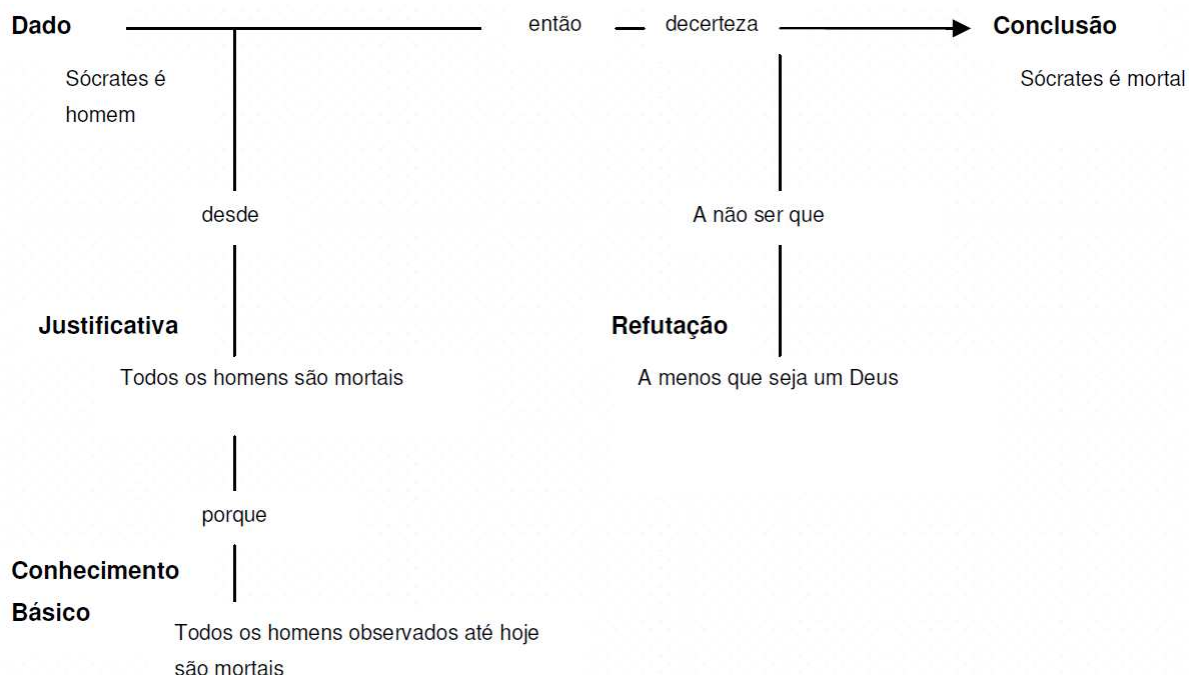 Dado então decerteza Conclusão
Sócrates é
homem
Sócrates é mortal
desde
A não ser que
Justificativa
Refutação
Todos os homens são mortais
A menos que seja um Deus
porque
Conhecimento
Básico
Todos os homens observados até hoje
são mortais